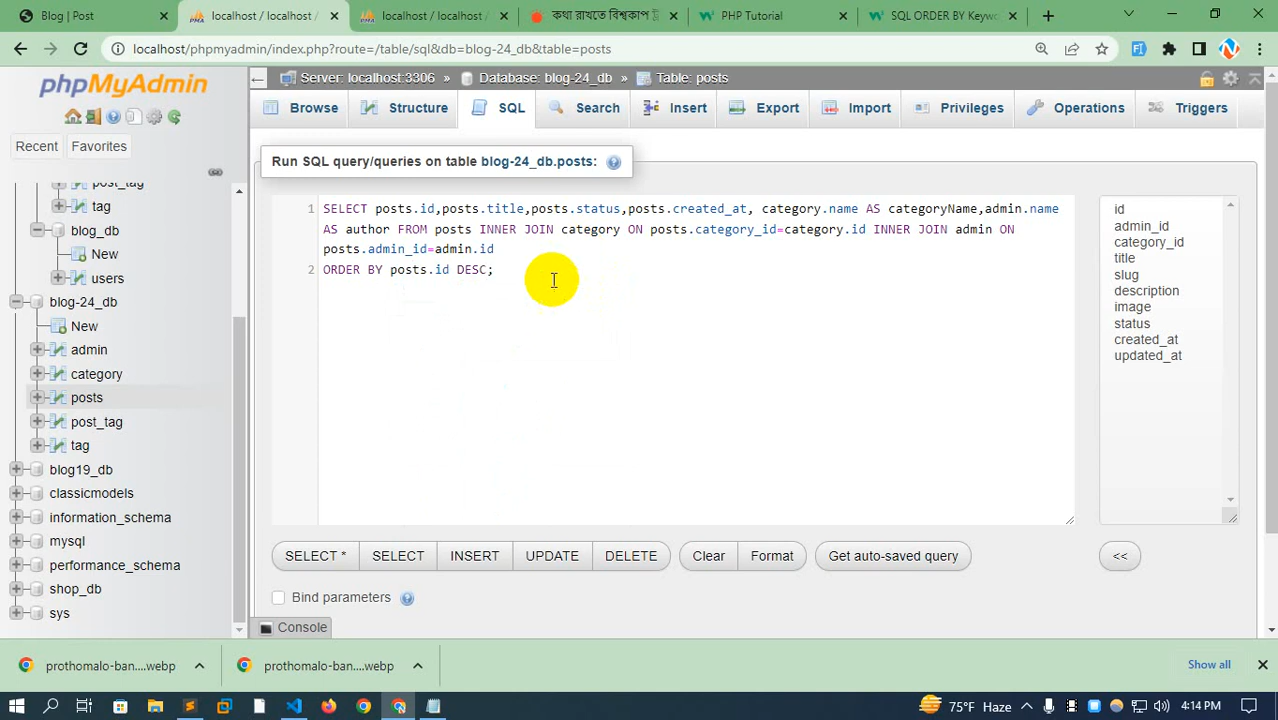 Blog | Post
localhost / localhost /
localhost / localhost /
কথা রাখতে বিশ্বকাপ
PHP Tutorial
SQL ORDER BY Keyw
localhost/phpmyadmin/index.php?route=/table/sql&db=blog-24_db&table=posts
phpMyAdmin
Recent
Favorites
post_tag
tag
blog_db
New
users
blog-24_db
New
admin
category
posts
post_tag
tag
blog19_db
classicmodels
information_schema
mysql
performance_schema
shop_db
sys
Server: localhost:3306 » Database: blog-24_db » Table: posts
Browse Structure SQL Search Insert Export Import Privileges Operations Triggers
Run SQL query/queries on table blog-24_db.posts:
1 SELECT posts.id,posts.title,posts.status,posts.created_at, category.name AS categoryName,admin.name
AS author FROM posts INNER JOIN category ON posts.category_id=category.id INNER JOIN admin ON
posts.admin_id=admin.id
2 ORDER BY posts.id DESC;
id
admin_id
category_id
title
slug
description
image
status
created_at
updated_at
SELECT * SELECT INSERT UPDATE DELETE Clear Format Get auto-saved query <<
Bind parameters
Console
prothomalo-ban....webp
prothomalo-ban....webp
Show all
75°F Haze
4:14 PM